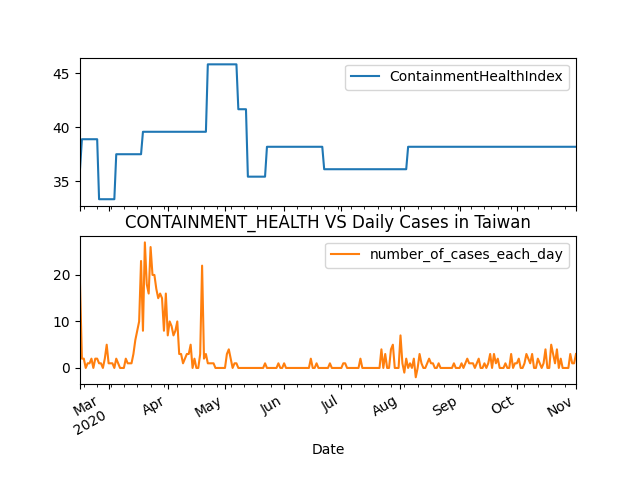 45
40
35
ContainmentHealthIndex
CONTAINMENT_HEALTH VS Daily Cases in Taiwan
20
10
0
number_of_cases_each_day
Mar
2020
Apr
May
Jun
Jul
Aug
Sep
Oct
Nov
Date